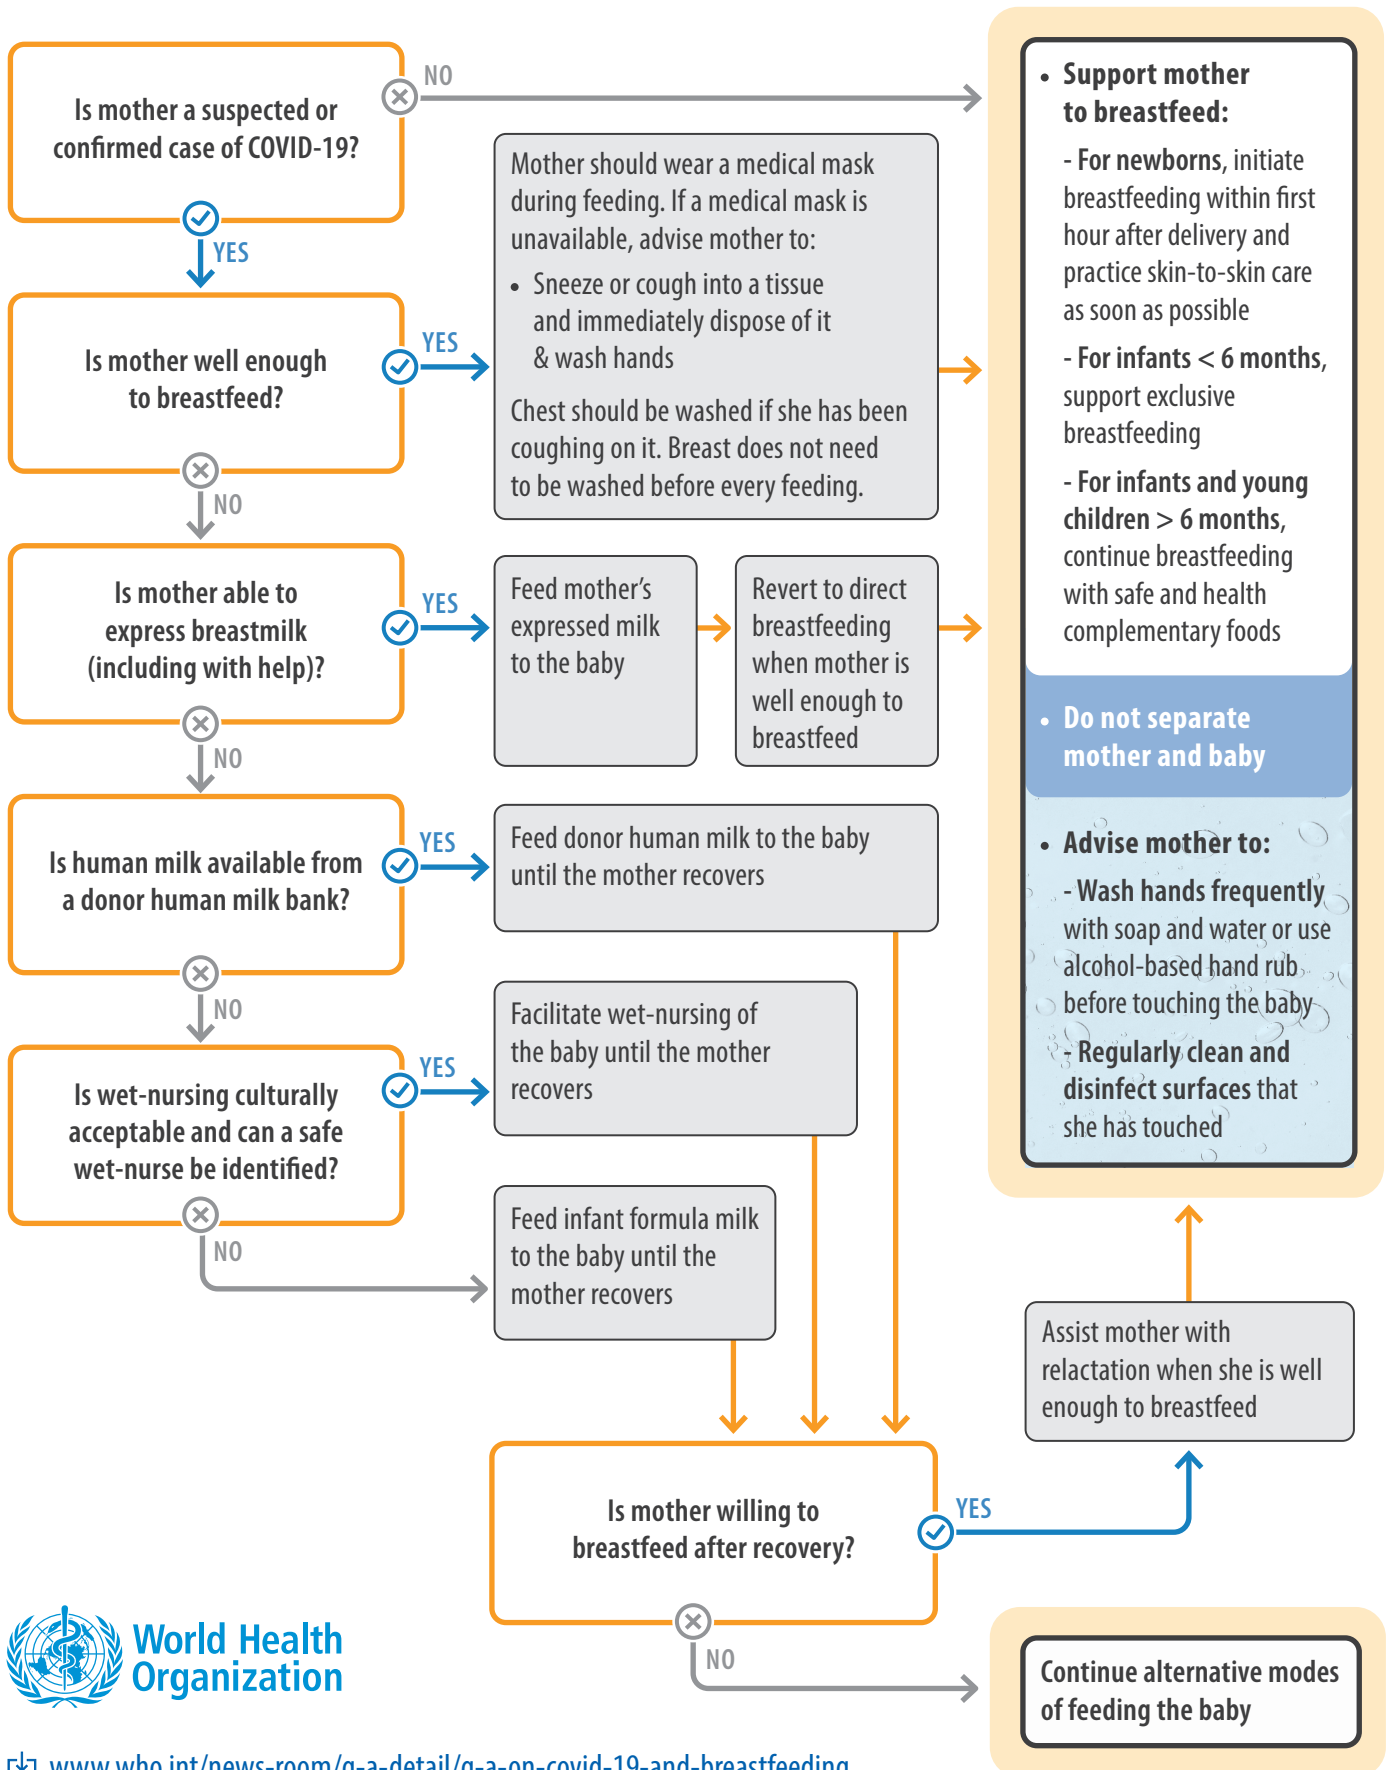 Is mother a suspected or
confirmed case of COVID-19?
NO
YES
Is mother well enough
to breastfeed?
YES
NO
Mother should wear a medical mask
during feeding. If a medical mask is
unavailable, advise mother to:
• Sneeze or cough into a tissue
and immediately dispose of it
& wash hands
Chest should be washed if she has been
coughing on it. Breast does not need
to be washed before every feeding.
Is mother able to
express breastmilk
(including with help)?
YES
NO
Feed mother's
expressed milk
to the baby
Revert to direct
breastfeeding
when mother is
well enough to
breastfeed
Is human milk available from
a donor human milk bank?
YES
NO
Feed donor human milk to the baby
until the mother recovers
Is wet-nursing culturally
acceptable and can a safe
wet-nurse be identified?
YES
NO
Facilitate wet-nursing of
the baby until the mother
recovers
Feed infant formula milk
to the baby until the
mother recovers
Is mother willing to
breastfeed after recovery?
YES
NO
Assist mother with
relactation when she is well
enough to breastfeed
• Support mother
to breastfeed:
- For newborns, initiate
breastfeeding within first
hour after delivery and
practice skin-to-skin care
as soon as possible
- For infants < 6 months,
support exclusive
breastfeeding
- For infants and young
children > 6 months,
continue breastfeeding
with safe and health
complementary foods
• Do not separate
mother and baby
• Advise mother to:
- Wash hands frequently
with soap and water or use
alcohol-based hand rub
before touching the baby
- Regularly clean and
disinfect surfaces that
she has touched
Continue alternative modes
of feeding the baby
World Health
Organization
www.who.int/news-room/q-a-detail/q-a-on-covid-19-and-breastfeeding